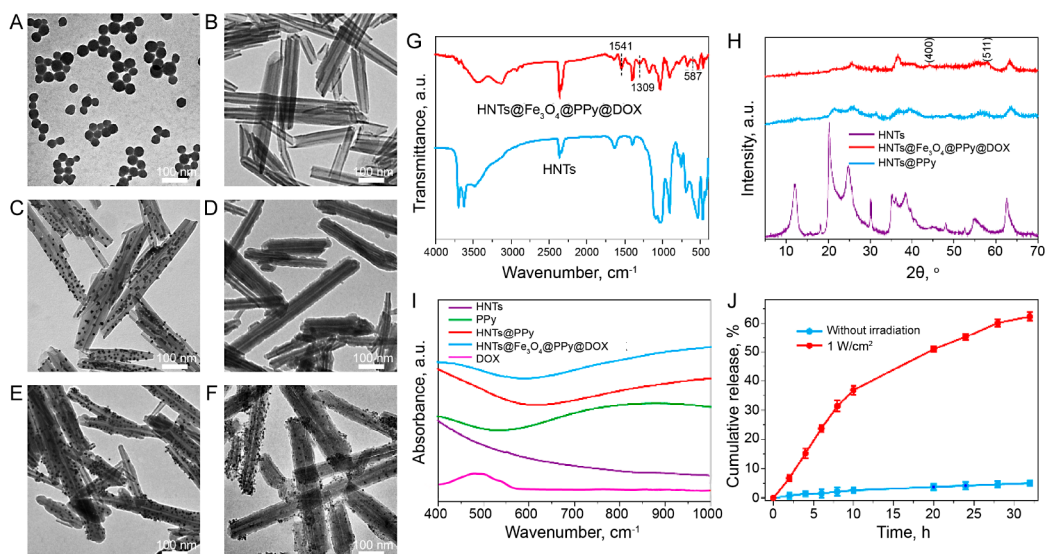 A
100 nm
B
100 nm
C
100 nm
D
100 nm
E
100 nm
F
100 nm
G
1541
1309
587
HNTs@Fe₃O₄@PPy@DOX
HNTs
Transmittance, a.u.
4000 3500 3000 2500 2000 1500 1000 500
Wavenumber, cm⁻¹
H
(400)
(511)
HNTs
HNTs@Fe₃O₄@PPy@DOX
HNTs@PPy
Intensity, a.u.
10 20 30 40 50 60 70
2θ, °
I
HNTs
PPy
HNTs@PPy
HNTs@Fe₃O₄@PPy@DOX
DOX
Absorbance, a.u.
400 500 600 700 800 900 1000
Wavenumber, cm⁻¹
J
Without irradiation
1 W/cm²
Cumulative release, %
60
50
40
30
20
10
0
0 5 10 15 20 25 30
Time, h